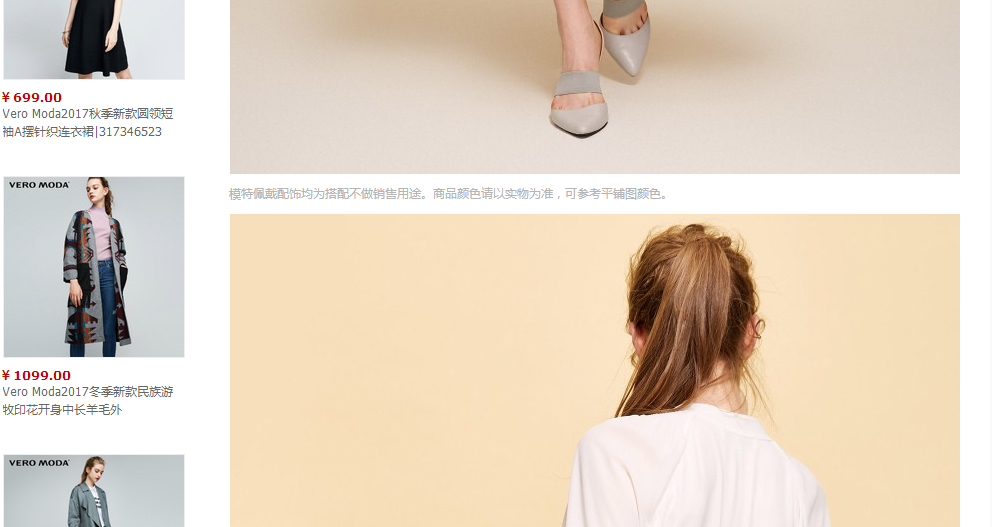 ¥ 699.00
Vero Moda2017秋季新款圆领短
袖A摆针织连衣裙|317346523
VERO MODA
¥ 1099.00
Vero Moda2017冬季新款民族游
牧印花开身中长羊毛外
VERO MODA
模特佩戴配饰均为搭配不做销售用途。商品颜色请以实物为准，可参考平铺图颜色。